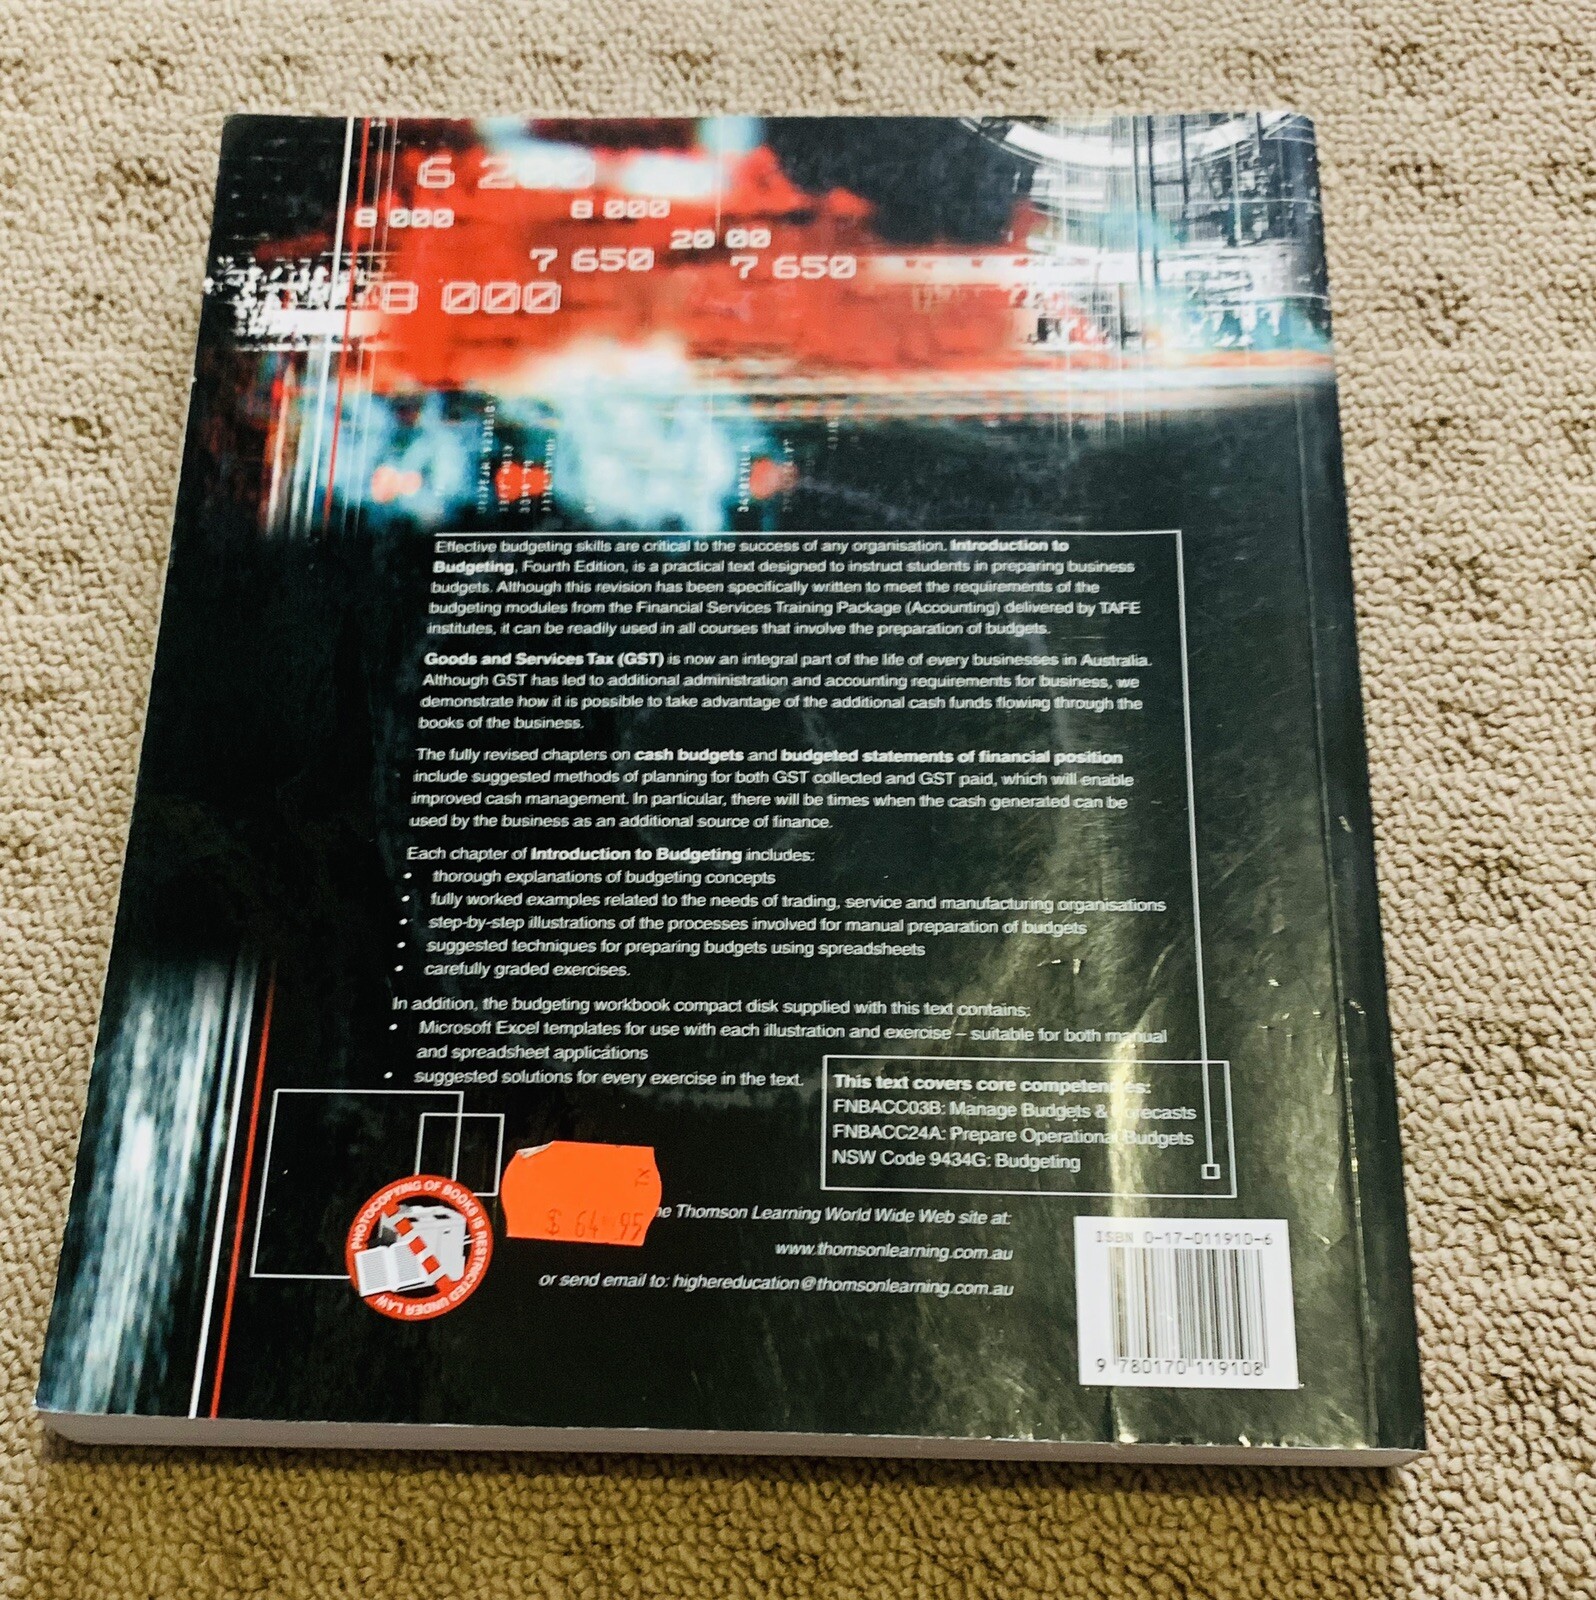 6 2
8 000
8 000
20 00
7 650
7 650
8 000
Effective budgeting skills are critical to the success of any organisation. Introduction to
Budgeting, Fourth Edition, is a practical text designed to instruct students in preparing business
budgets. Although this revision has been specifically written to meet the requirements of the
budgeting modules from the Financial Services Training Package (Accounting) delivered by TAFE
institutes, it can be readily used in all courses that involve the preparation of budgets.
Goods and Services Tax (GST) is now an integral part of the life of every businesses in Australia.
Although GST has led to additional administration and accounting requirements for business, we
demonstrate how it is possible to take advantage of the additional cash funds flowing through the
books of the business.
The fully revised chapters on cash budgets and budgeted statements of financial position
include suggested methods of planning for both GST collected and GST paid, which will enable
improved cash management. In particular, there will be times when the cash generated can be
used by the business as an additional source of finance.
Each chapter of Introduction to Budgeting includes:
• thorough explanations of budgeting concepts
• fully worked examples related to the needs of trading, service and manufacturing organisations
• step-by-step illustrations of the processes involved for manual preparation of budgets
• suggested techniques for preparing budgets using spreadsheets
• carefully graded exercises.
In addition, the budgeting workbook compact disk supplied with this text contains:
• Microsoft Excel templates for use with each illustration and exercise – suitable for both manual
and spreadsheet applications
• suggested solutions for every exercise in the text.
This text covers core competencies:
FNBACC03B: Manage Budgets & Forecasts
FNBACC24A: Prepare Operational Budgets
NSW Code 9434G: Budgeting
PHOTOCOPYING OF BOOKS IS RESTRICTED UNDER LAW
TX
$ 64.95
Thomson Learning World Wide Web site at:
www.thomsonlearning.com.au
or send email to: highereducation@thomsonlearning.com.au
ISBN 0-17-011910-6
9 780170 119108